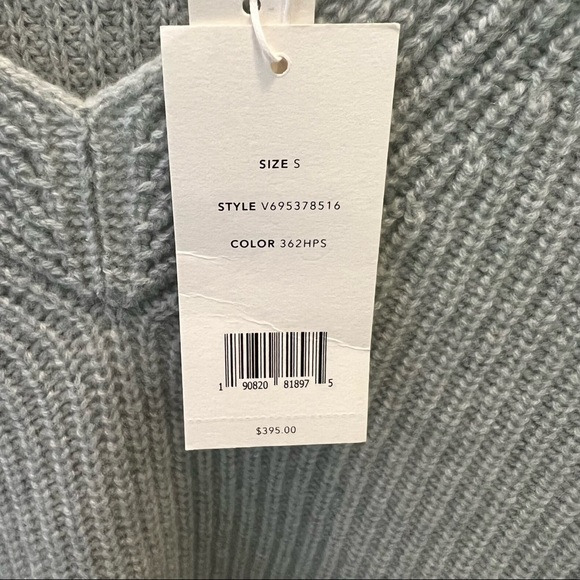 SIZE S
STYLE V695378516
COLOR 362HPS
1 90820 81897 5
$395.00